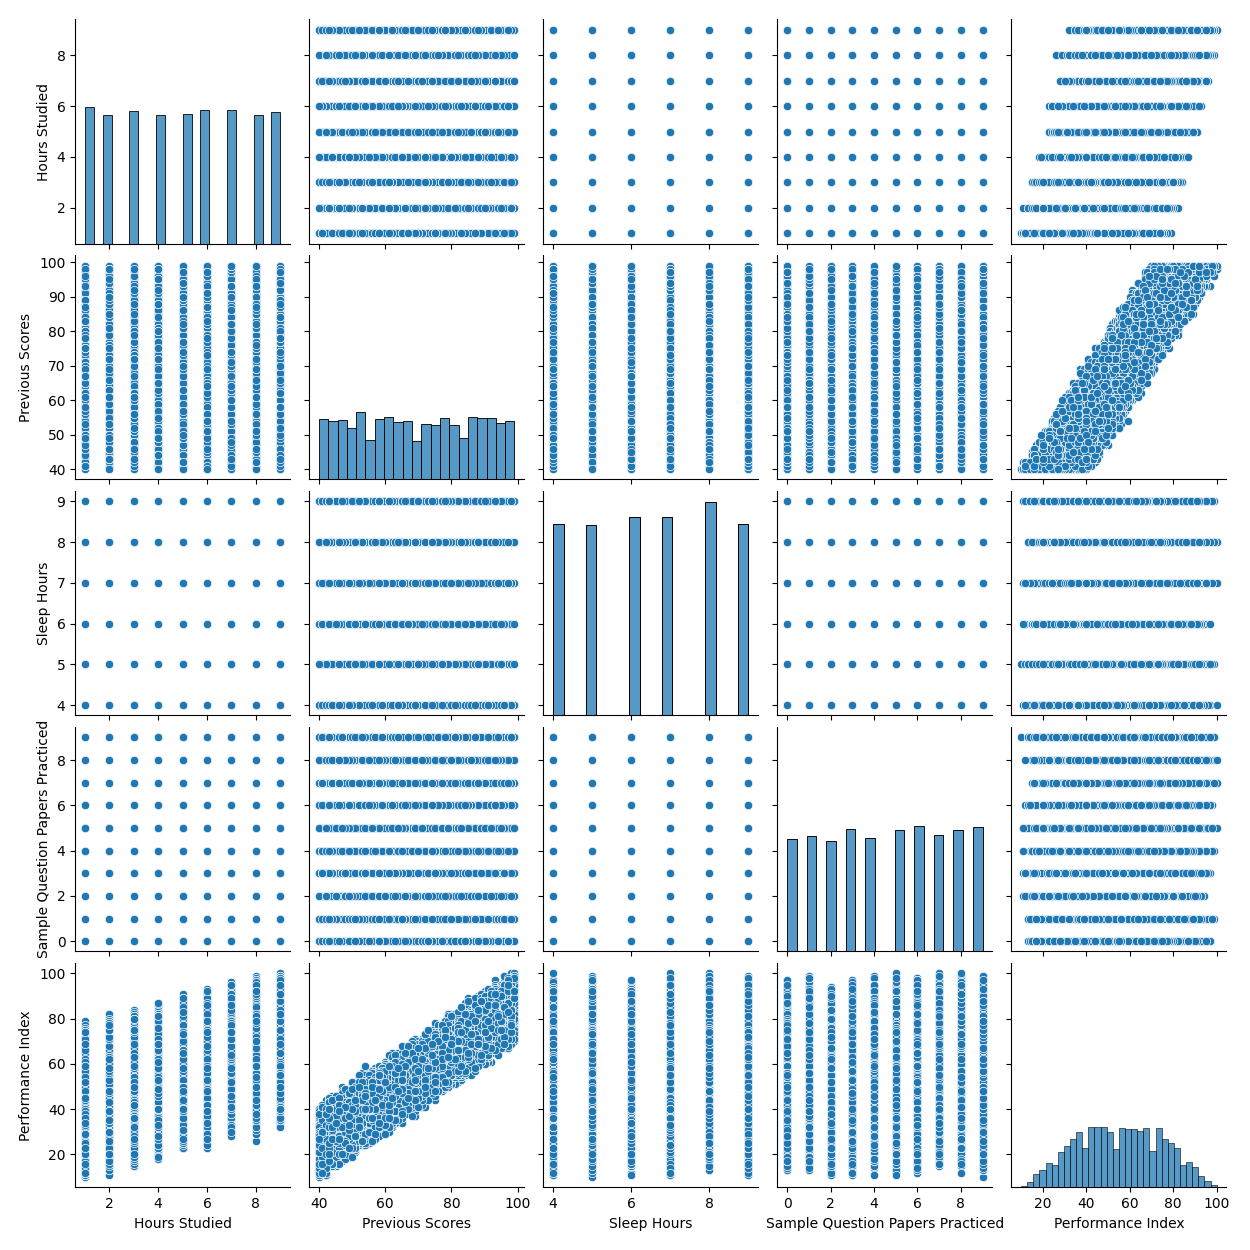 8
6
4
2
Hours Studied
100
90
80
70
60
50
40
Previous Scores
9
8
7
6
5
4
Sleep Hours
8
6
4
2
0
Sample Question Papers Practiced
100
80
60
40
20
Performance Index
2 4 6 8
Hours Studied
40 60 80 100
Previous Scores
4 6 8
Sleep Hours
0 2 4 6 8
Sample Question Papers Practiced
20 40 60 80 100
Performance Index